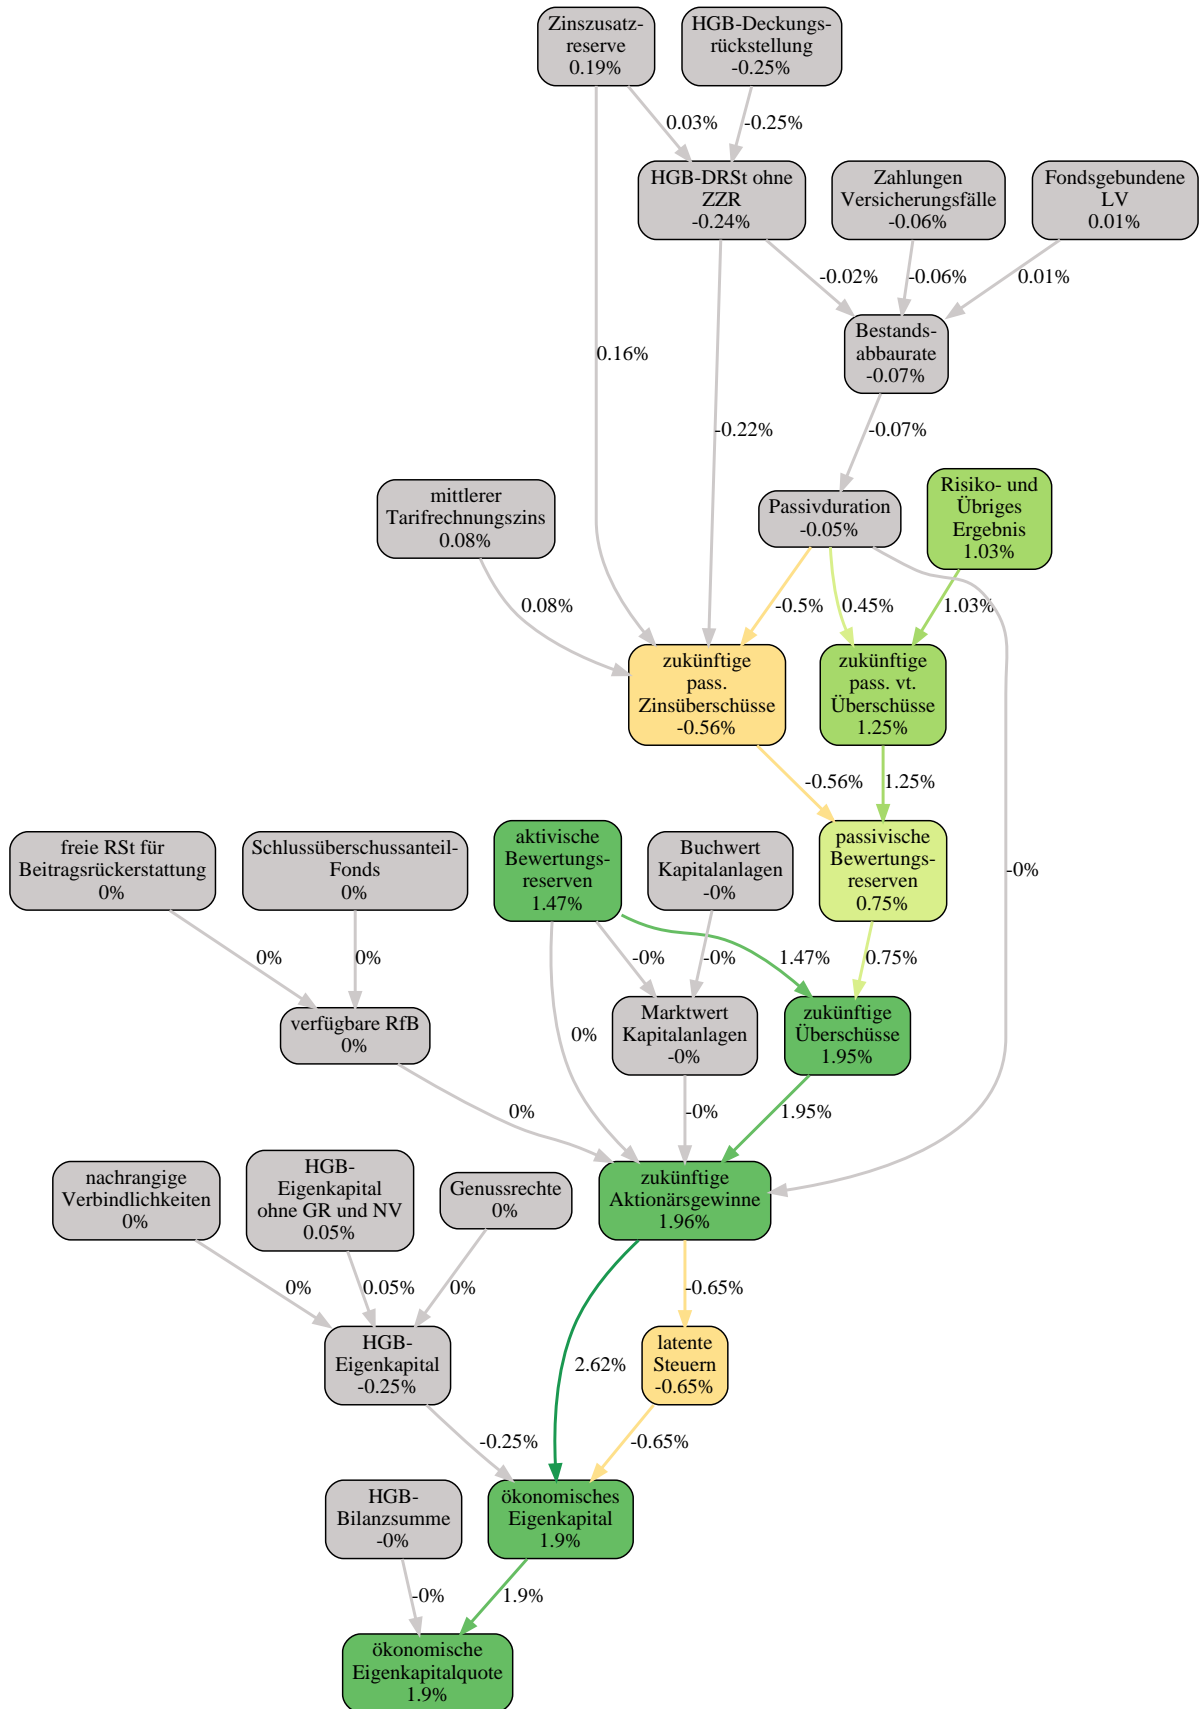 Zinszusatz-
reserve
0.19%
HGB-Deckungs-
rückstellung
-0.25%
0.03%
-0.25%
HGB-DRSt ohne
ZZR
-0.24%
Zahlungen
Versicherungsfälle
-0.06%
Fondsgebundene
LV
0.01%
-0.02%
-0.06%
0.01%
Bestands-
abbaurate
-0.07%
0.16%
-0.22%
-0.07%
mittlerer
Tarifrechnungszins
0.08%
Passivduration
-0.05%
Risiko- und
Übriges
Ergebnis
1.03%
0.08%
-0.5%
0.45%
1.03%
zukünftige
pass.
Zinsüberschüsse
-0.56%
zukünftige
pass. vt.
Überschüsse
1.25%
-0.56%
1.25%
freie RSt für
Beitragsrückerstattung
0%
Schlussüberschussanteil-
Fonds
0%
aktivische
Bewertungs-
reserven
1.47%
Buchwert
Kapitalanlagen
-0%
passivische
Bewertungs-
reserven
0.75%
-0%
0%
0%
-0%
-0%
1.47%
0.75%
verfügbare RfB
0%
0%
Marktwert
Kapitalanlagen
-0%
zukünftige
Überschüsse
1.95%
0%
-0%
1.95%
nachrangige
Verbindlichkeiten
0%
HGB-
Eigenkapital
ohne GR und NV
0.05%
Genussrechte
0%
zukünftige
Aktionärsgewinne
1.96%
0%
0.05%
0%
-0.65%
HGB-
Eigenkapital
-0.25%
2.62%
latente
Steuern
-0.65%
-0.25%
-0.65%
HGB-
Bilanzsumme
-0%
ökonomisches
Eigenkapital
1.9%
-0%
1.9%
ökonomische
Eigenkapitalquote
1.9%